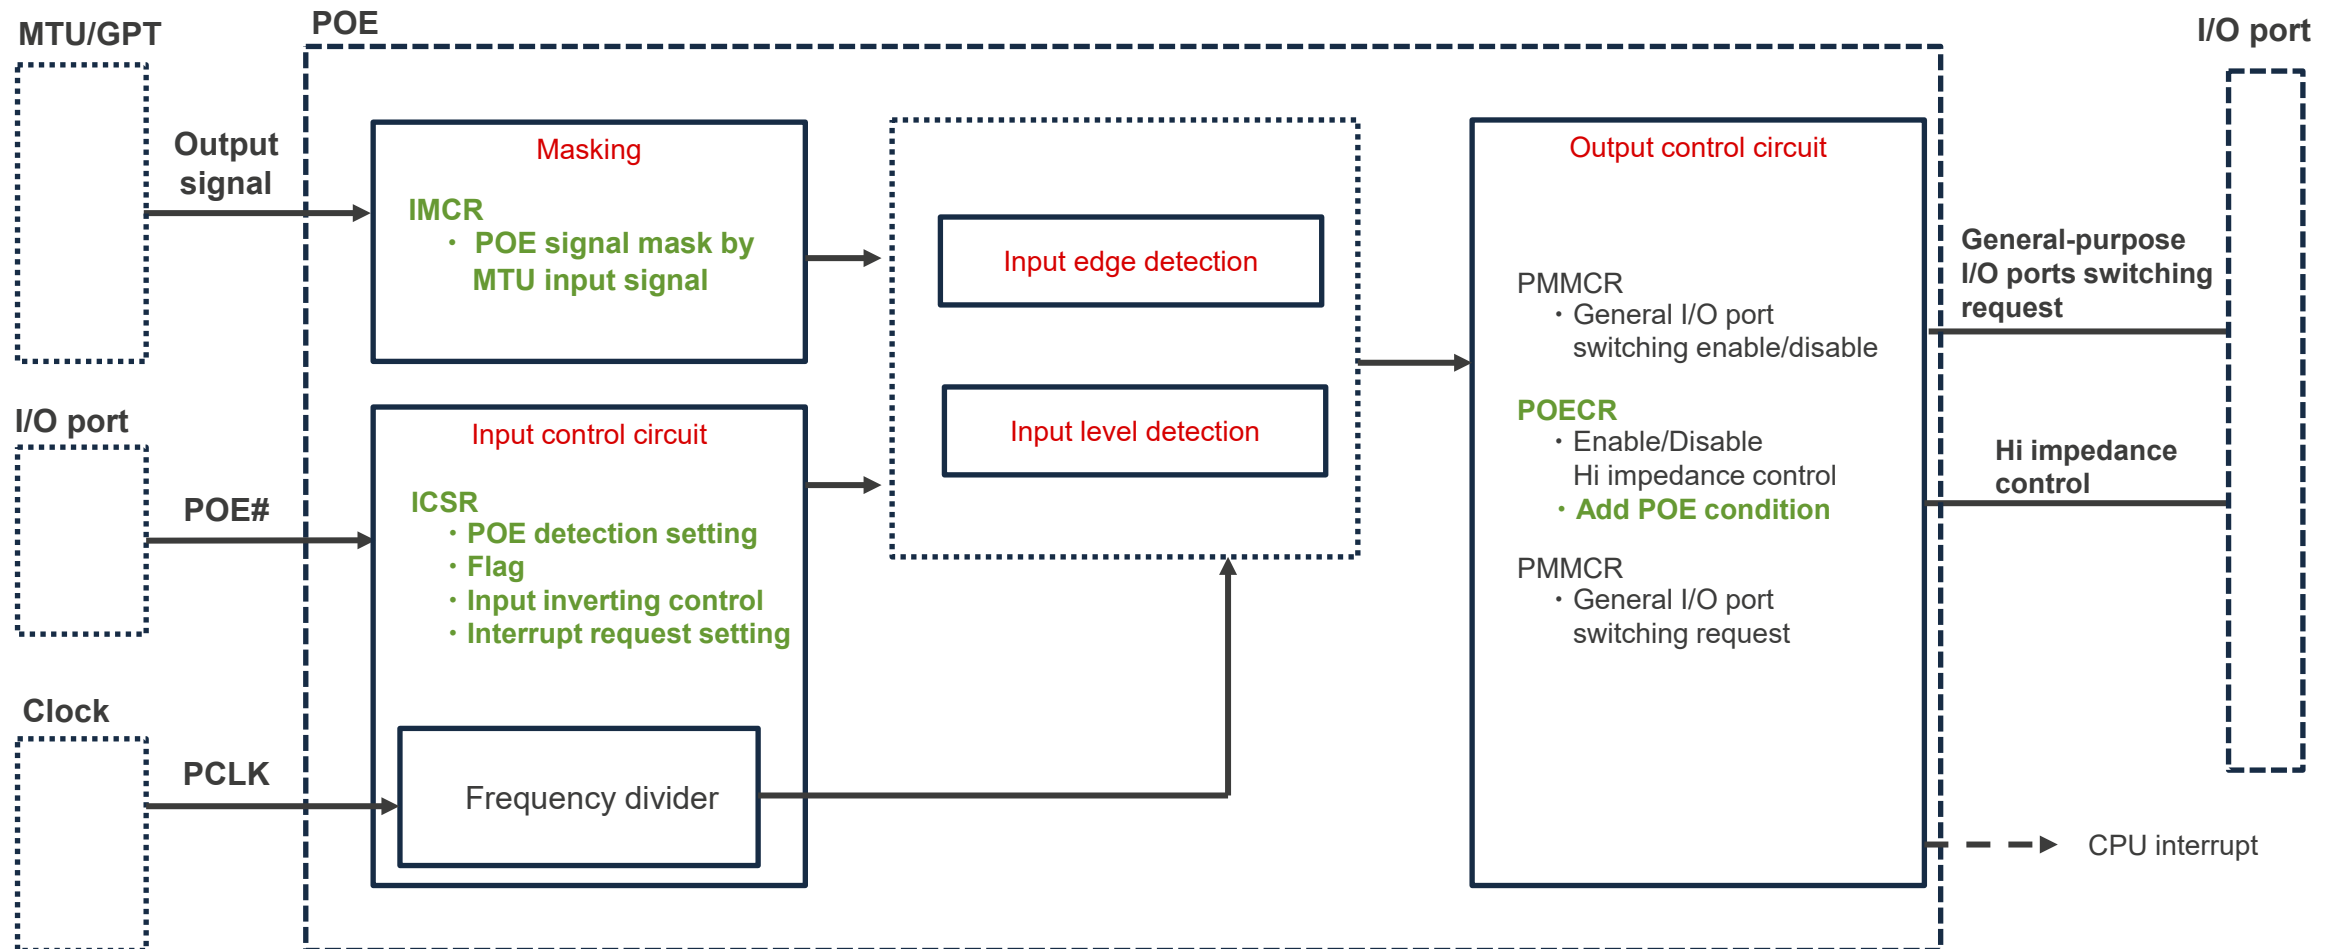 MTU/GPT
POE
I/O port
Output
signal
Masking
IMCR
・ POE signal mask by
MTU input signal
Input edge detection
Input level detection
Output control circuit
PMMCR
・General I/O port
switching enable/disable
POECR
・Enable/Disable
Hi impedance control
・Add POE condition
PMMCR
・General I/O port
switching request
General-purpose
I/O ports switching
request
Hi impedance
control
I/O port
POE#
Input control circuit
ICSR
・POE detection setting
・Flag
・Input inverting control
・Interrupt request setting
Clock
PCLK
Frequency divider
CPU interrupt